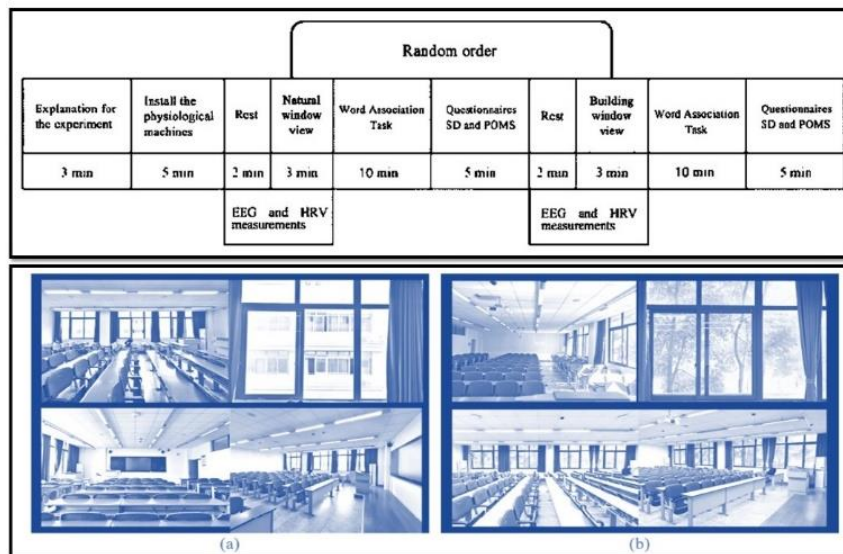 Random order
Explanation for
the experiment
Install the
physiological
machines
Rest
Natural
window
view
Word Association
Task
Questionnaires
SD and POMS
Rest
Building
window
view
Word Association
Task
Questionnaires
SD and POMS
3 min
5 min
2 min
3 min
10 min
5 min
2 min
3 min
10 min
5 min
EEG and HRV
measurements
EEG and HRV
measurements
(a)
(b)